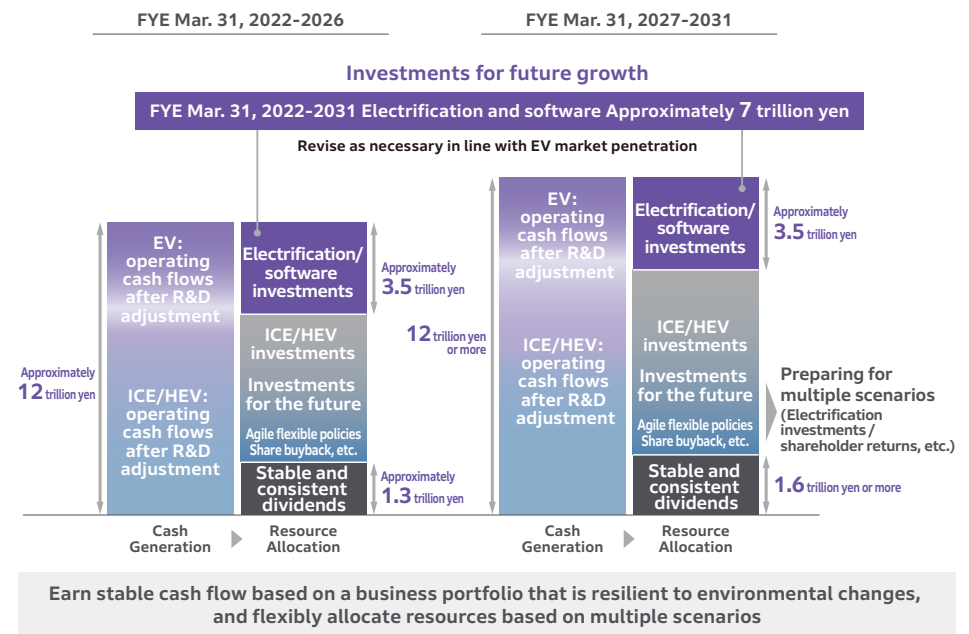 FYE Mar. 31, 2022-2026
FYE Mar. 31, 2027-2031
Investments for future growth
FYE Mar. 31, 2022-2031 Electrification and software Approximately 7 trillion yen
Revise as necessary in line with EV market penetration
Approximately
12 trillion yen
EV:
operating
cash flows
after R&D
adjustment
ICE/HEV:
operating
cash flows
after R&D
adjustment
Electrification/
software
investments
ICE/HEV
investments
Investments
for the future
Agile flexible policies
Share buyback, etc.
Stable and
consistent
dividends
Approximately
3.5 trillion yen
Approximately
1.3 trillion yen
Cash
Generation
Resource
Allocation
12 trillion yen
or more
EV:
operating
cash flows
after R&D
adjustment
ICE/HEV:
operating
cash flows
after R&D
adjustment
Electrification/
software
investments
ICE/HEV
investments
Investments
for the future
Agile flexible policies
Share buyback, etc.
Stable and
consistent
dividends
Approximately
3.5 trillion yen
Preparing for
multiple scenarios
(Electrification
investments /
shareholder returns, etc.)
1.6 trillion yen or more
Cash
Generation
Resource
Allocation
Earn stable cash flow based on a business portfolio that is resilient to environmental changes,
and flexibly allocate resources based on multiple scenarios